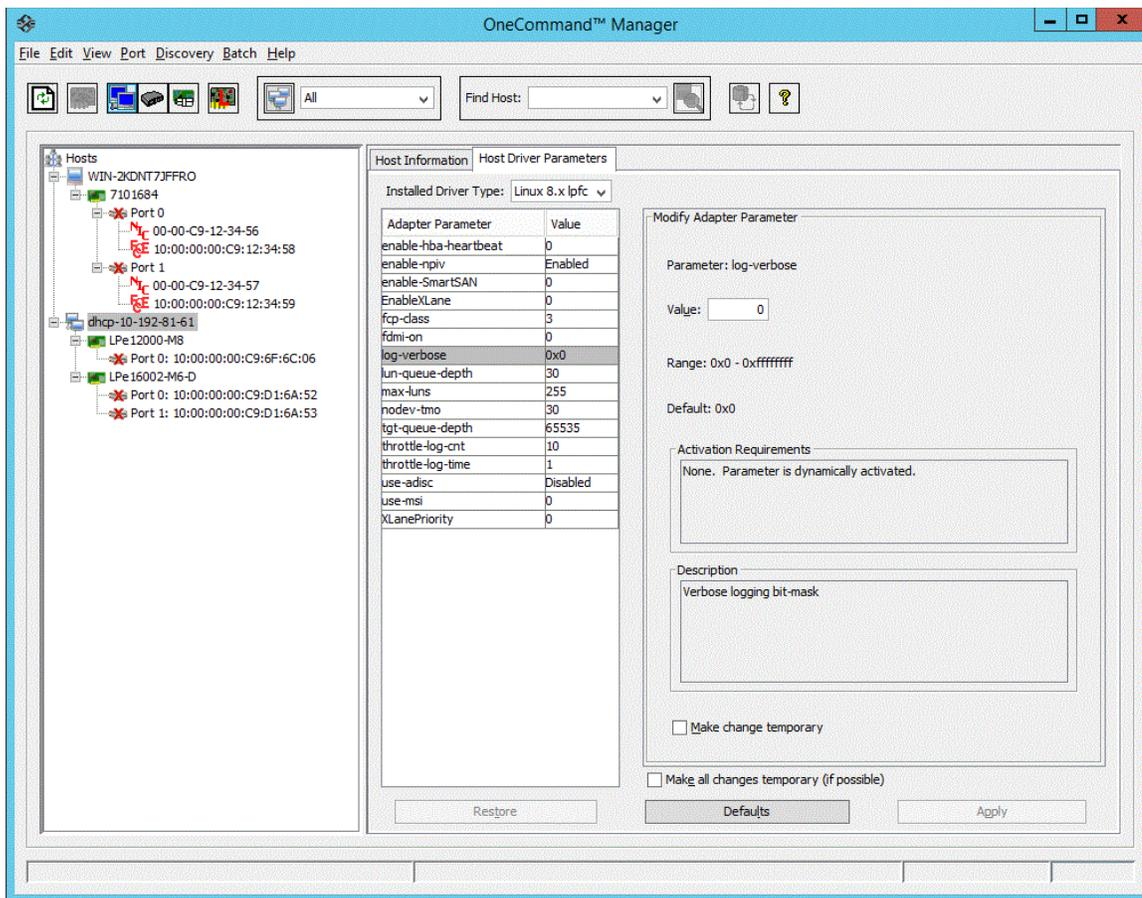 OneCommand™ Manager
File Edit View Port Discovery Batch Help
All
Find Host:
Hosts
WIN-2KDNT7JFFRO
7101684
Port 0
NIC 00-00-C9-12-34-56
FCoE 10:00:00:00:C9:12:34:58
Port 1
NIC 00-00-C9-12-34-57
FCoE 10:00:00:00:C9:12:34:59
dhcp-10-192-81-61
LPe12000-M8
Port 0: 10:00:00:00:C9:6F:6C:06
LPe16002-M6-D
Port 0: 10:00:00:00:C9:D1:6A:52
Port 1: 10:00:00:00:C9:D1:6A:53
Host Information Host Driver Parameters
Installed Driver Type: Linux 8.x lpfc
Adapter Parameter Value
enable-hba-heartbeat 0
enable-npiv Enabled
enable-SmartSAN 0
EnableXLane 0
fcp-class 3
fdmi-on 0
log-verbose 0x0
lun-queue-depth 30
max-luns 255
nodev-tmo 30
tgt-queue-depth 65535
throttle-log-cnt 10
throttle-log-time 1
use-adisc Disabled
use-msi 0
XLanePriority 0
Restore
Modify Adapter Parameter
Parameter: log-verbose
Value: 0
Range: 0x0 - 0xffffffff
Default: 0x0
Activation Requirements
None. Parameter is dynamically activated.
Description
Verbose logging bit-mask
Make change temporary
Make all changes temporary (if possible)
Defaults
Apply